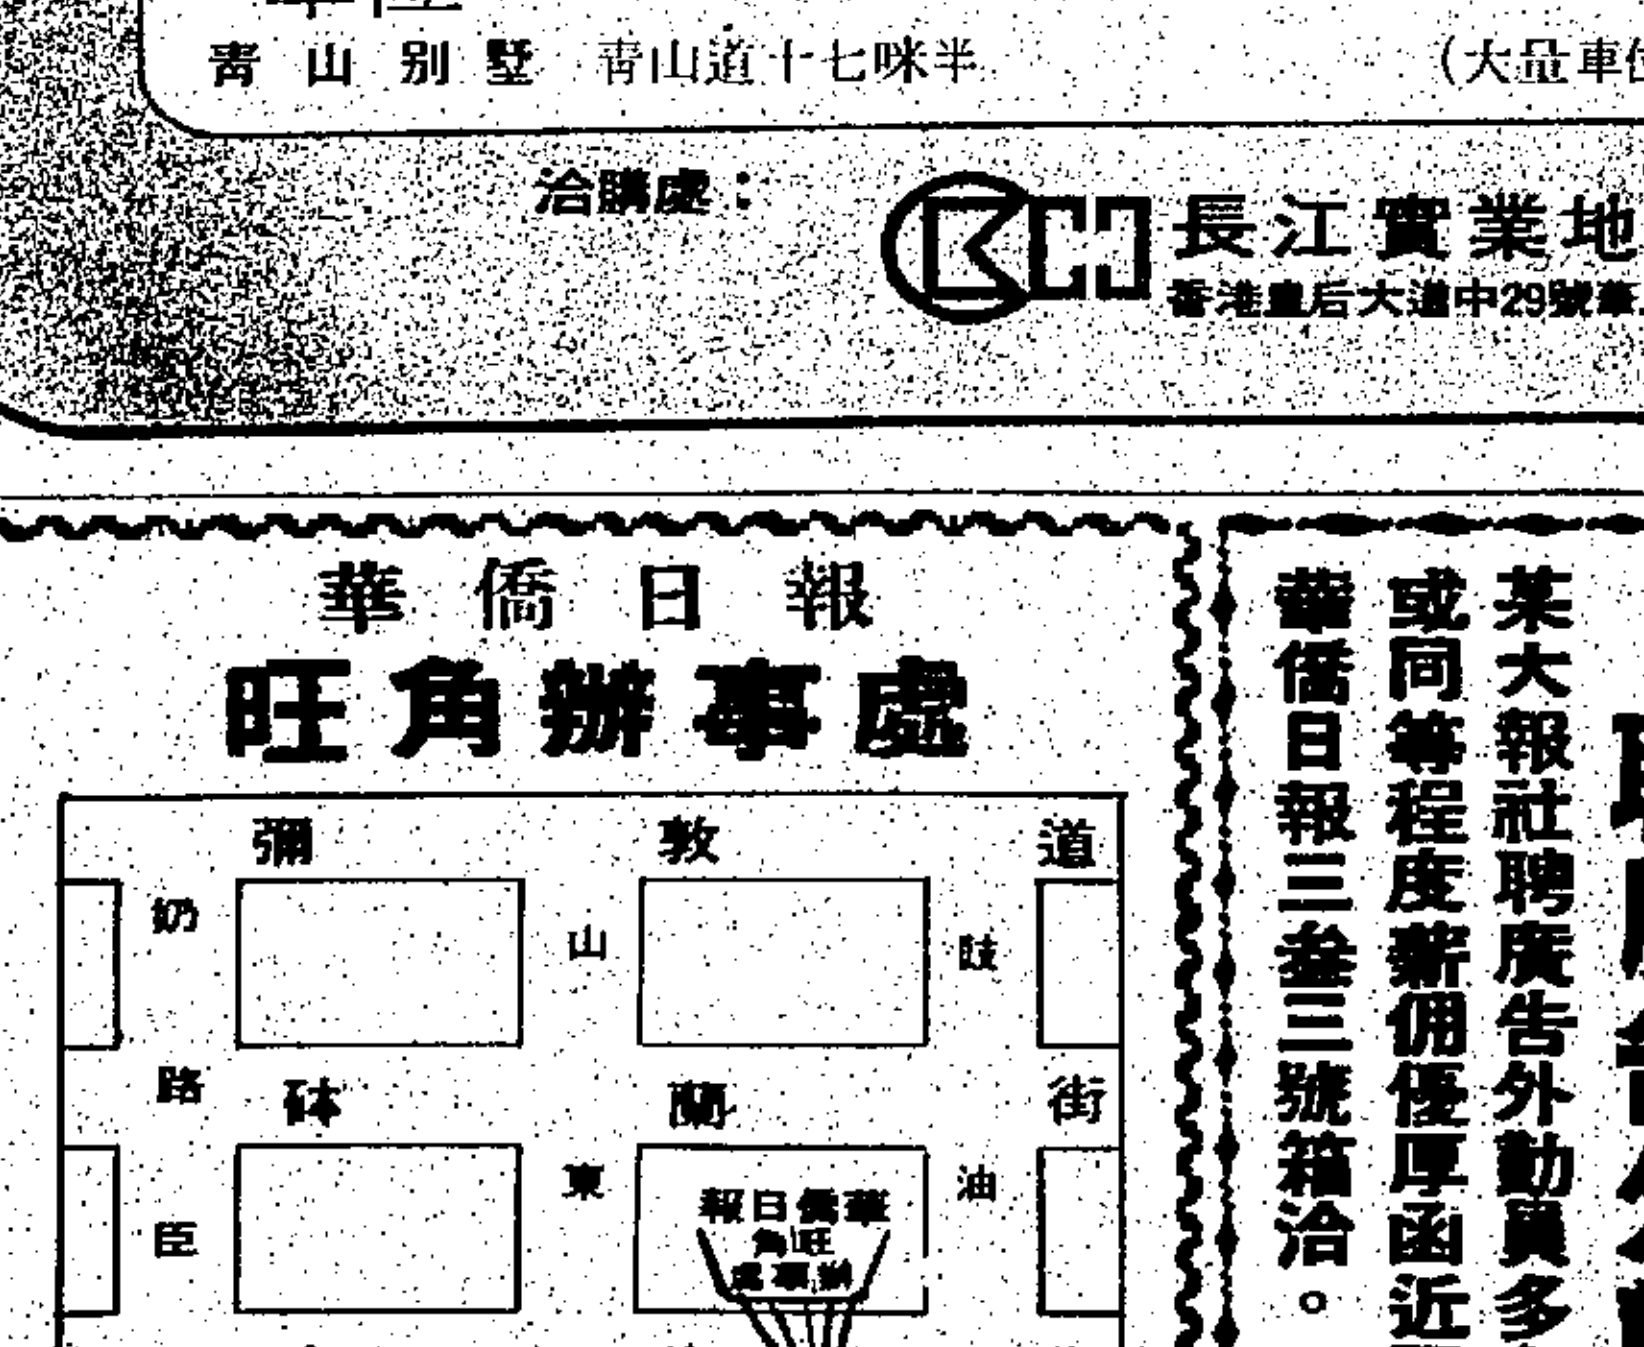 青山別墅 青山道十七咪半 (大量車位
洽購處：
長江實業地
香港皇后大道中29號華
華僑日報
旺角辦事處
彌敦道
奶路臣
山東
豉油
砵蘭街
華僑日報
旺角
辦事處
某大報社聘廣告外勳員多
或同等程度薪佣優厚函近
華僑日報三叁三號箱洽。